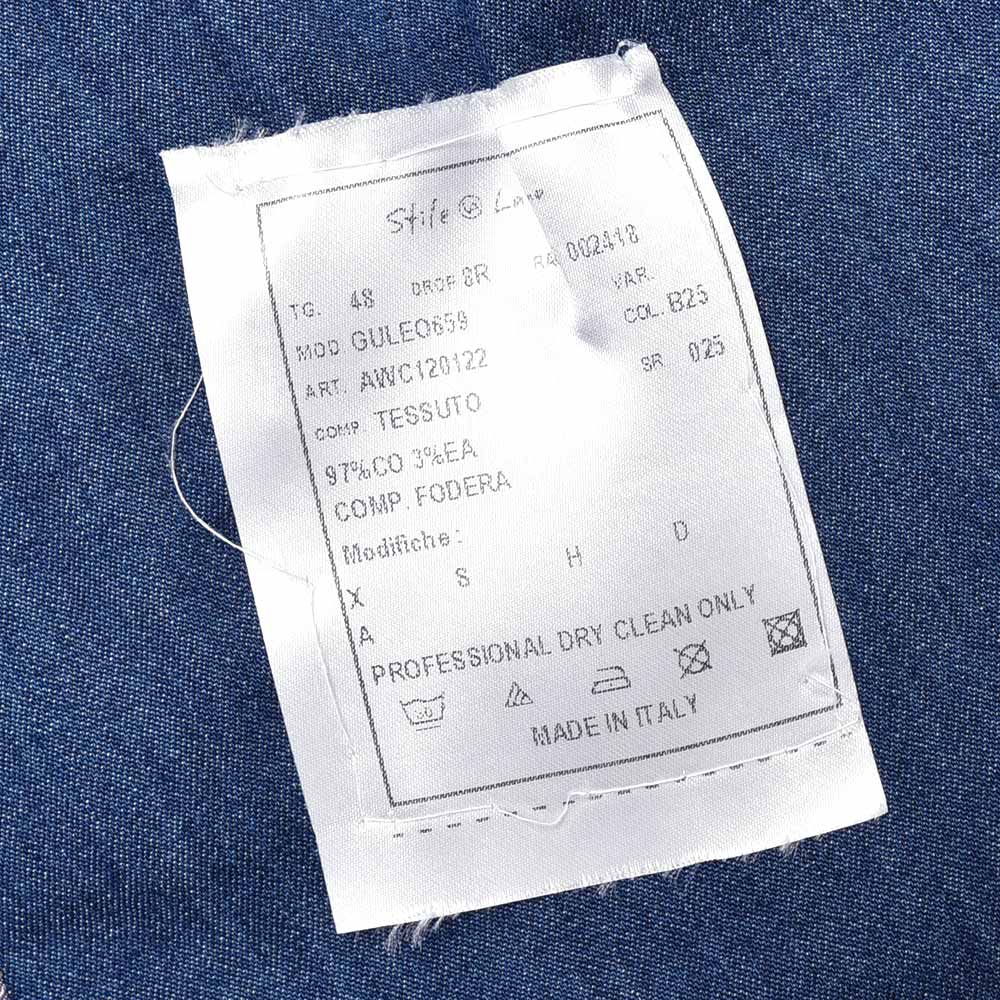 Stile @ L
TG. 48 DROP 8R RA 002418
MOD GULEO659 VAR.
ART. AWC120122 COL. B25
COMP. TESSUTO SR 025
97%CO 3%EA
COMP. FODERA
Modifiche:
X S H D
A
PROFESSIONAL DRY CLEAN ONLY
30
MADE IN ITALY